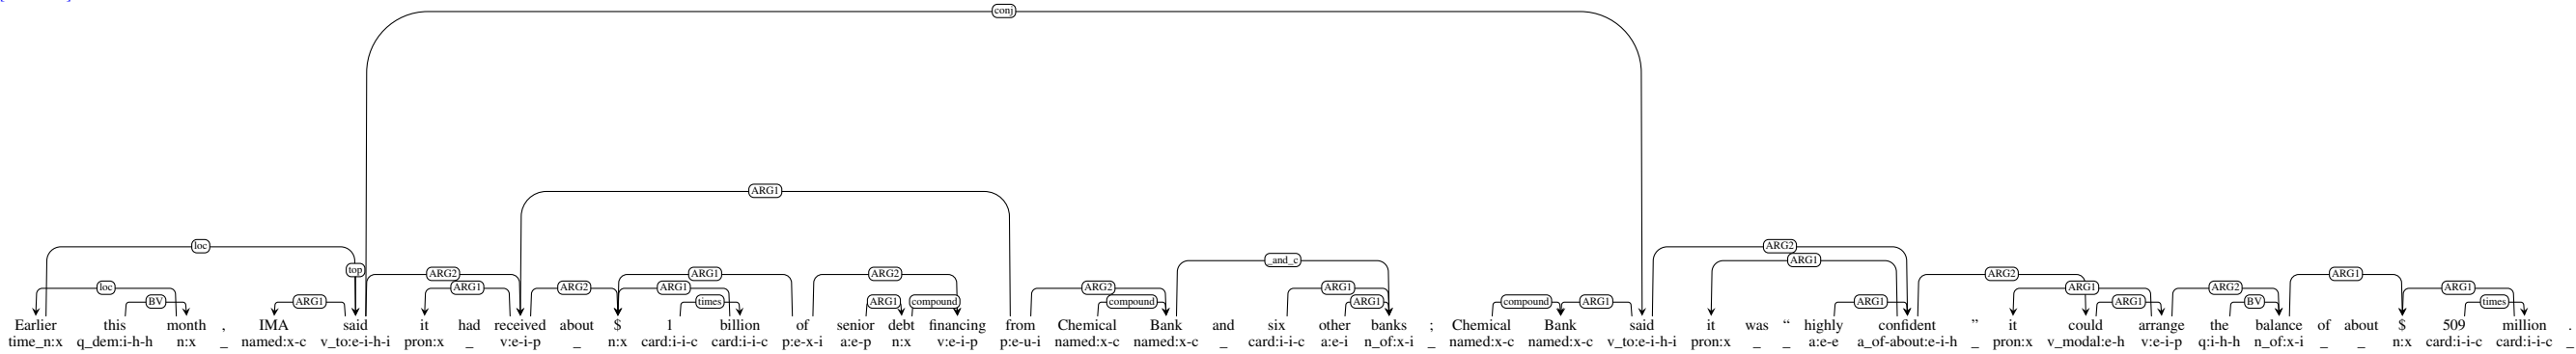 conj
ARG1
loc ARG2
_and_c ARG1
top ARG2 ARG1 ARG2 ARG2 ARG1
loc ARG1 ARG2 ARG1 ARG2 ARG1 ARG1 ARG2 ARG1
BV ARG1 times ARG1 compound compound ARG1 compound ARG1 ARG1 ARG1 BV times
Earlier this month , IMA said it had received about $ 1 billion of senior debt financing from Chemical Bank and six other banks ; Chemical Bank said it was “ highly confident ” it could arrange the balance of about $ 509 million .
time_n:x q_dem:i-h-h n:x _ named:x-c v_to:e-i-h-i pron:x _ v:e-i-p _ n:x card:i-i-c card:i-i-c p:e-x-i a:e-p n:x v:e-i-p p:e-u-i named:x-c named:x-c _ card:i-i-c a:e-i n_of:x-i _ named:x-c named:x-c v_to:e-i-h-i pron:x _ _ a:e-e a_of-about:e-i-h _ pron:x v_modal:e-h v:e-i-p q:i-h-h n_of:x-i _ _ n:x card:i-i-c card:i-i-c _